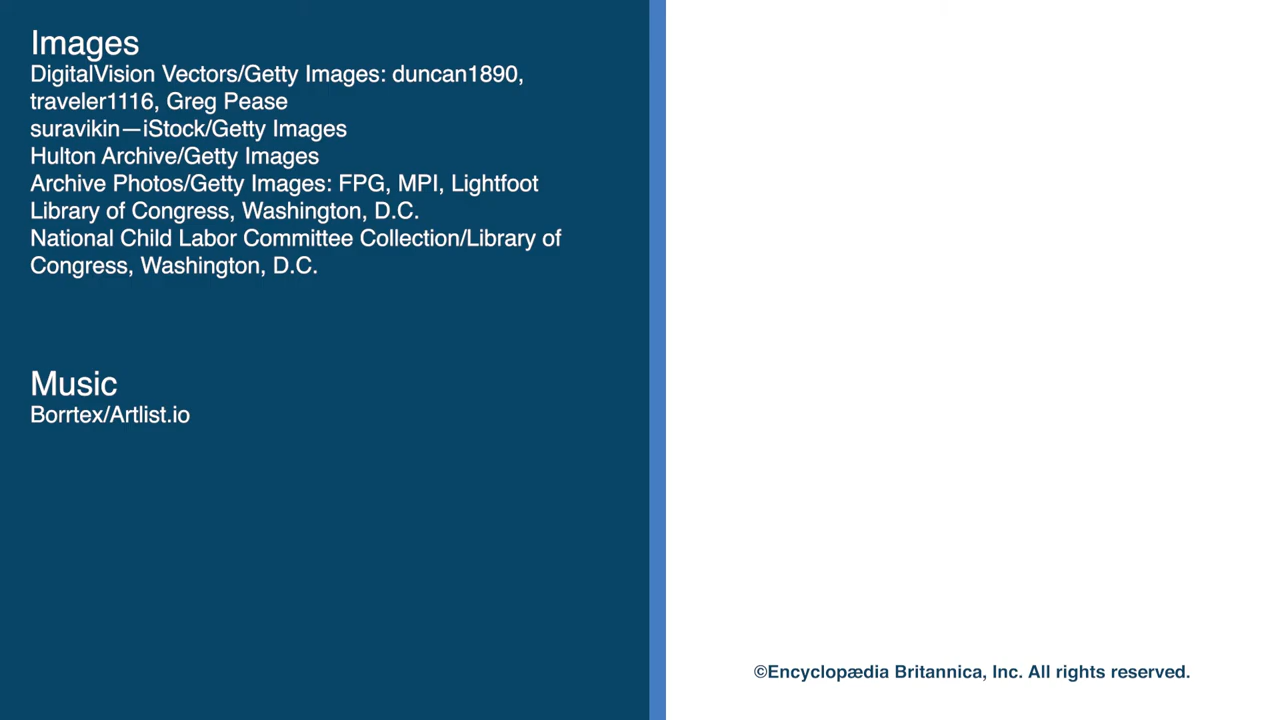 Images
DigitalVision Vectors/Getty Images: duncan1890,
traveler1116, Greg Pease
suravikin—iStock/Getty Images
Hulton Archive/Getty Images
Archive Photos/Getty Images: FPG, MPI, Lightfoot
Library of Congress, Washington, D.C.
National Child Labor Committee Collection/Library of
Congress, Washington, D.C.
Music
Borrtex/Artlist.io
©Encyclopædia Britannica, Inc. All rights reserved.